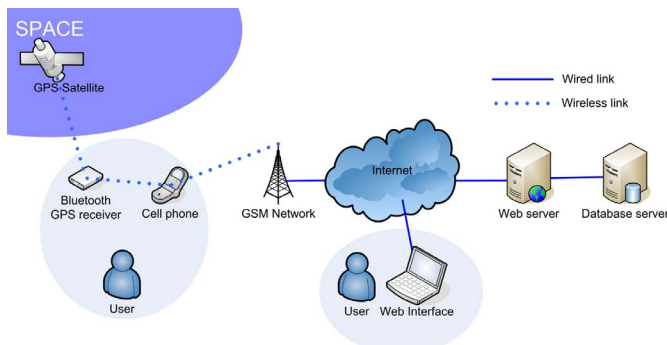 SPACE
GPS-Satellite
Wired link
Wireless link
Bluetooth
GPS receiver
Cell phone
GSM Network
Internet
Web server
Database server
User
User
Web Interface